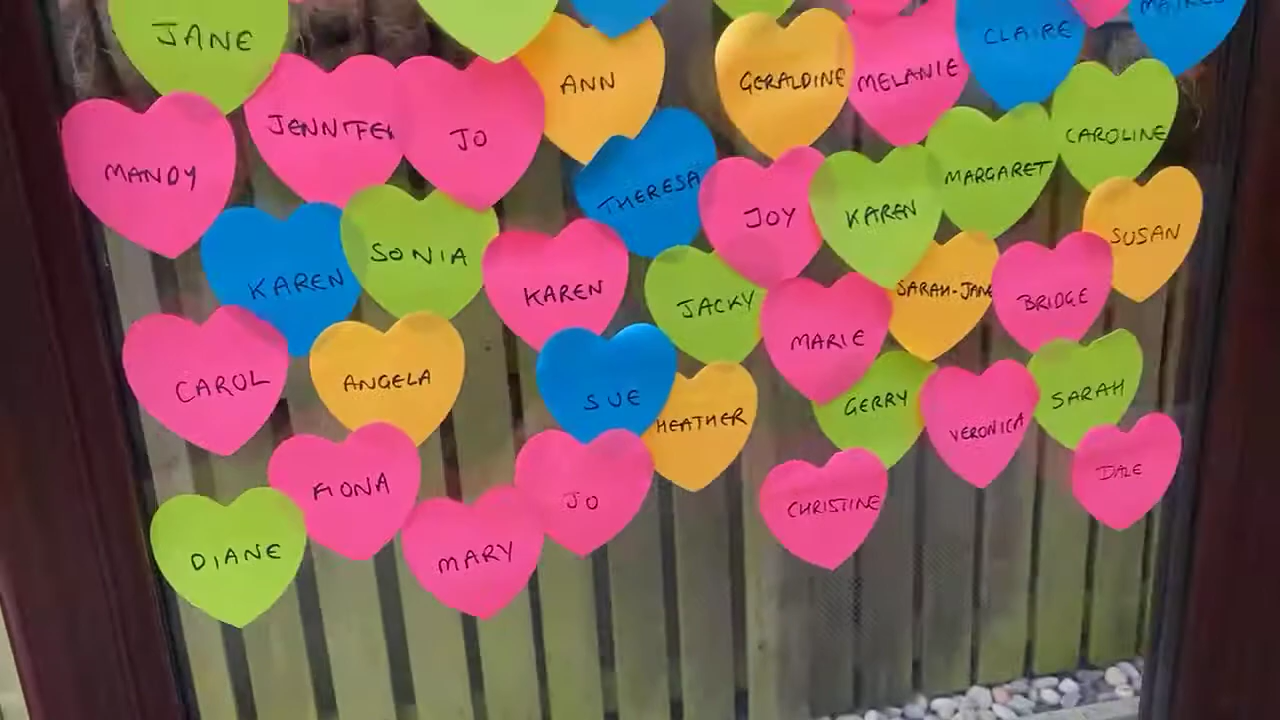 JANE
ANN
GERALDINE
MELANIE
CLAIRE
MANDY
JENNIFER
JO
THERESA
JOY
KAREN
MARGARET
CAROLINE
KAREN
SONIA
KAREN
JACKY
MARIE
SARAH-JANE
BRIDGE
SUSAN
CAROL
ANGELA
SUE
HEATHER
GERRY
VERONICA
SARAH
FIONA
JO
CHRISTINE
DALE
DIANE
MARY